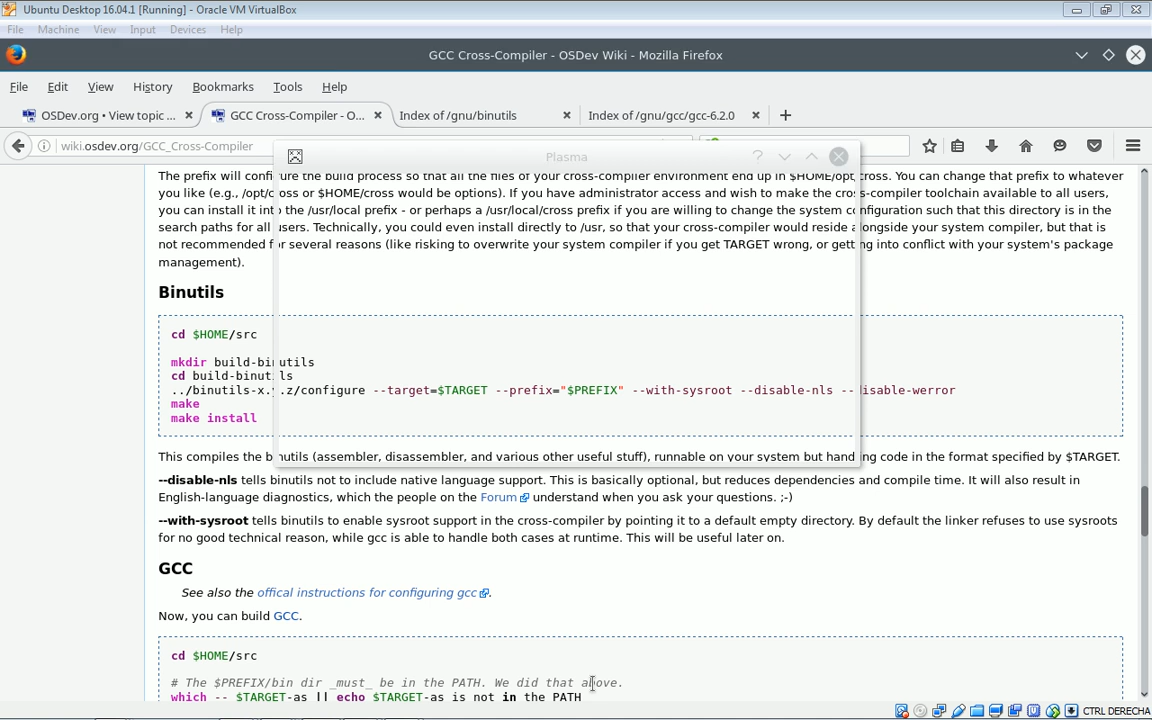 Ubuntu Desktop 16.04.1 [Running] - Oracle VM VirtualBox
File Machine View Input Devices Help
GCC Cross-Compiler - OSDev Wiki - Mozilla Firefox
File Edit View History Bookmarks Tools Help
OSDev.org • View topic ... GCC Cross-Compiler - O... Index of /gnu/binutils Index of /gnu/gcc/gcc-6.2.0
wiki.osdev.org/GCC_Cross-Compiler
Plasma
The prefix will configure the build process so that all the files of your cross-compiler environment end up in $HOME/opt/cross. You can change that prefix to whatever
you like (e.g., /opt/cross or $HOME/cross would be options). If you have administrator access and wish to make the cross-compiler toolchain available to all users,
you can install it into the /usr/local prefix - or perhaps a /usr/local/cross prefix if you are willing to change the system configuration such that this directory is in the
search paths for all users. Technically, you could even install directly to /usr, so that your cross-compiler would reside alongside your system compiler, but that is
not recommended for several reasons (like risking to overwrite your system compiler if you get TARGET wrong, or getting into conflict with your system's package
management).
Binutils
cd $HOME/src
mkdir build-binutils
cd build-binutils
../binutils-x.y.z/configure --target=$TARGET --prefix="$PREFIX" --with-sysroot --disable-nls --disable-werror
make
make install
This compiles the binutils (assembler, disassembler, and various other useful stuff), runnable on your system but handling code in the format specified by $TARGET.
--disable-nls tells binutils not to include native language support. This is basically optional, but reduces dependencies and compile time. It will also result in
English-language diagnostics, which the people on the Forum understand when you ask your questions. ;-)
--with-sysroot tells binutils to enable sysroot support in the cross-compiler by pointing it to a default empty directory. By default the linker refuses to use sysroots
for no good technical reason, while gcc is able to handle both cases at runtime. This will be useful later on.
GCC
See also the offical instructions for configuring gcc.
Now, you can build GCC.
cd $HOME/src
# The $PREFIX/bin dir _must_ be in the PATH. We did that above.
which -- $TARGET-as || echo $TARGET-as is not in the PATH
CTRL DERECHA